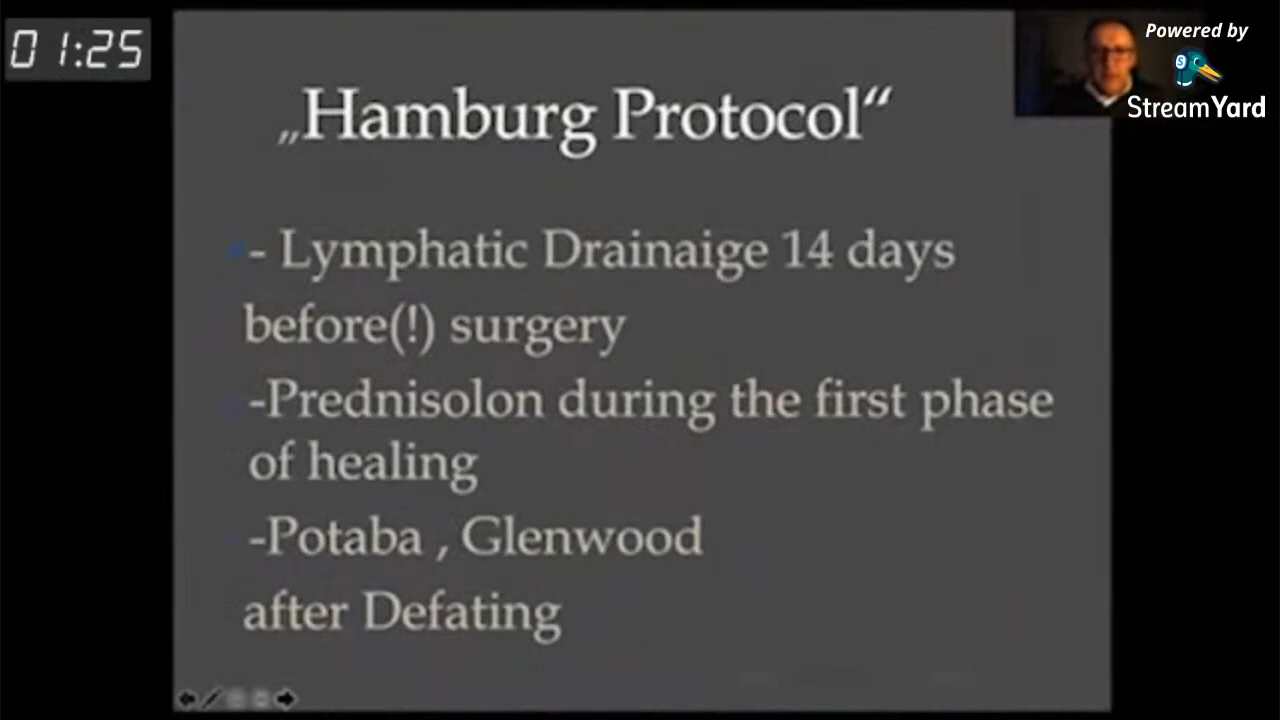 01:25
Powered by
StreamYard
„Hamburg Protocol“
- Lymphatic Drainaige 14 days
before(!) surgery
-Prednisolon during the first phase
of healing
-Potaba , Glenwood
after Defating